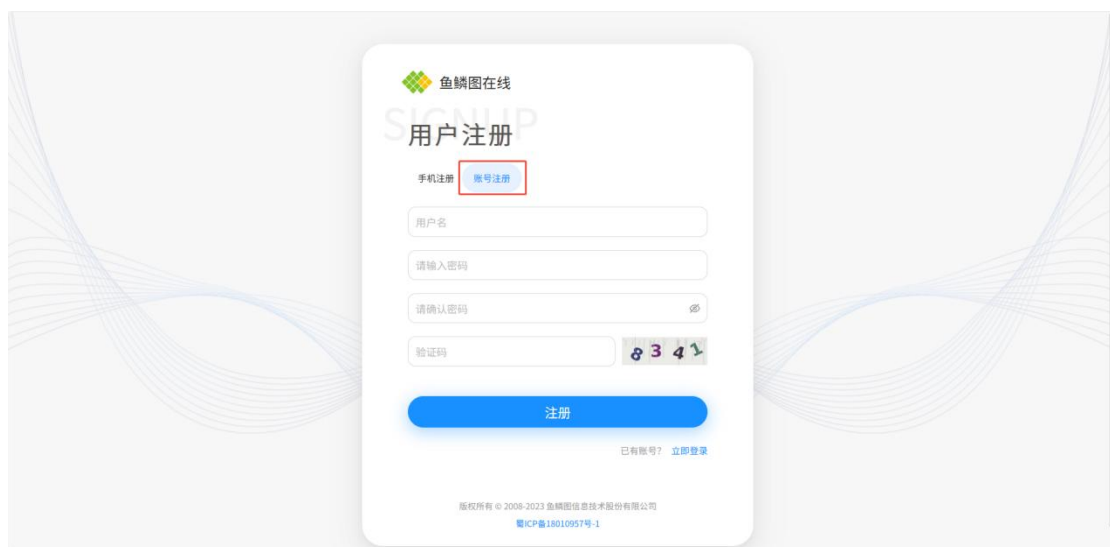 鱼鳞图在线
SIGNUP
用户注册
手机注册 账号注册
用户名
请输入密码
请确认密码
验证码 8341
注册
已有账号? 立即登录
版权所有 © 2008-2023 鱼鳞图信息技术股份有限公司
蜀ICP备18010957号-1